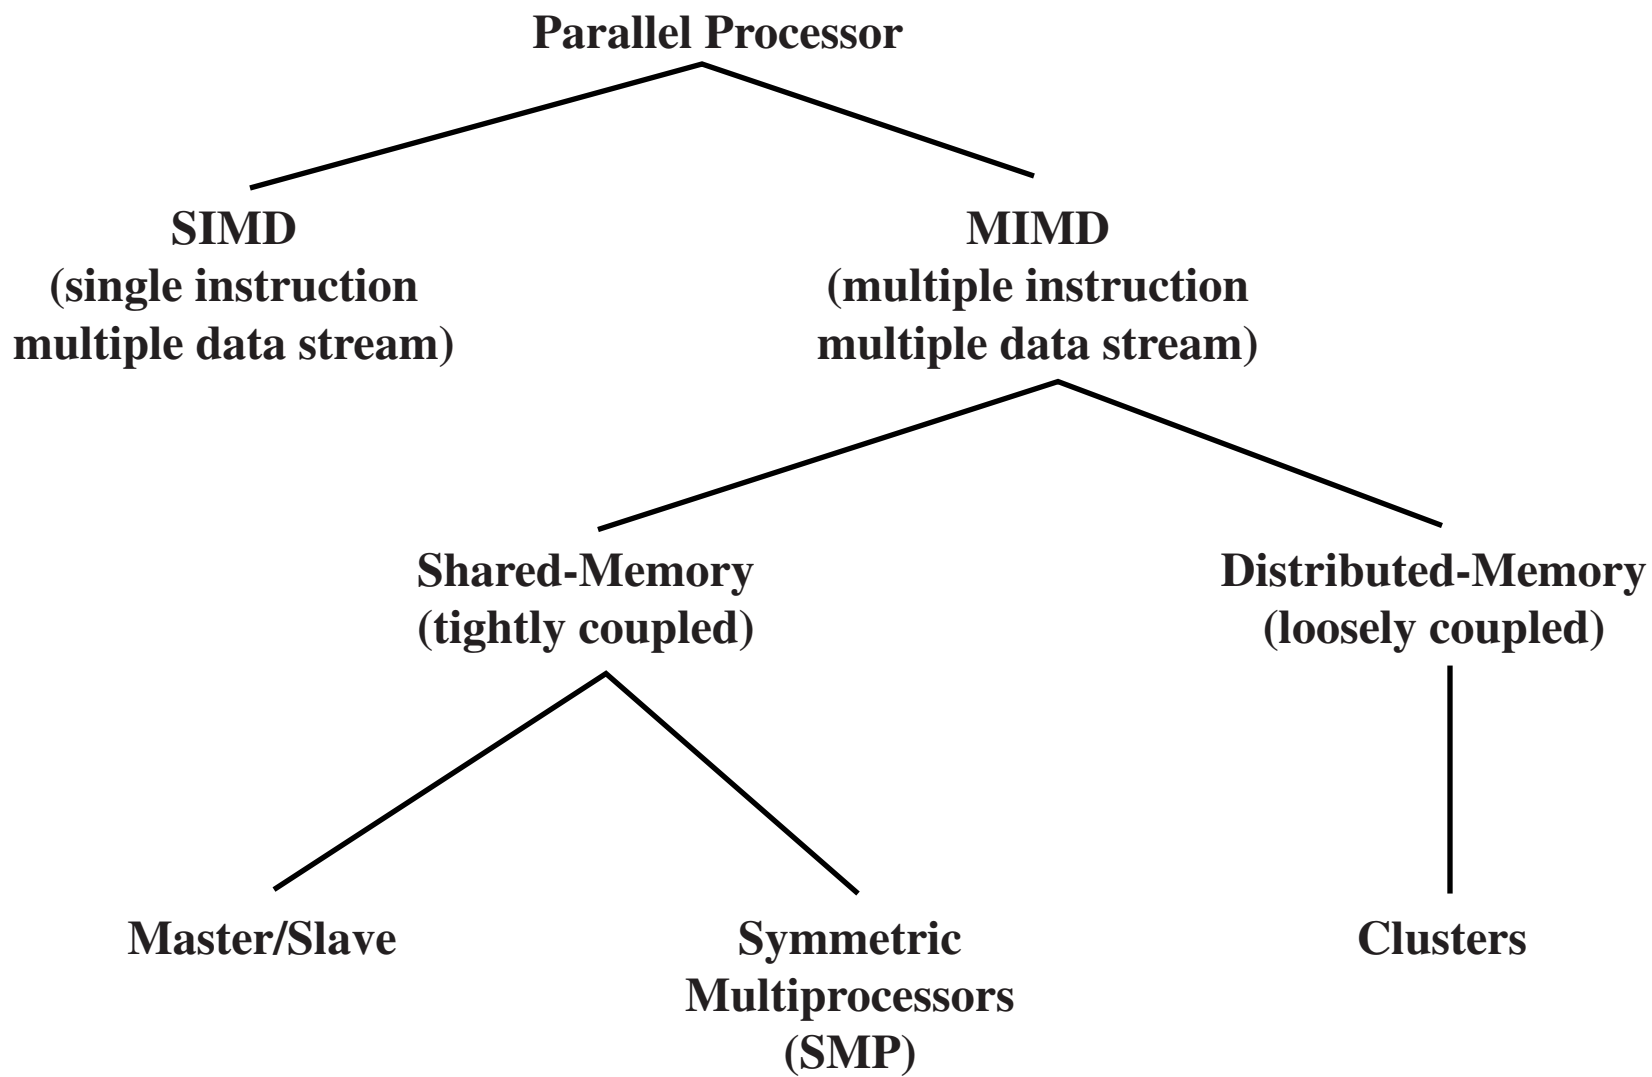 Parallel Processor
SIMD
(single instruction
multiple data stream)
MIMD
(multiple instruction
multiple data stream)
Shared-Memory
(tightly coupled)
Distributed-Memory
(loosely coupled)
Master/Slave
Symmetric
Multiprocessors
(SMP)
Clusters